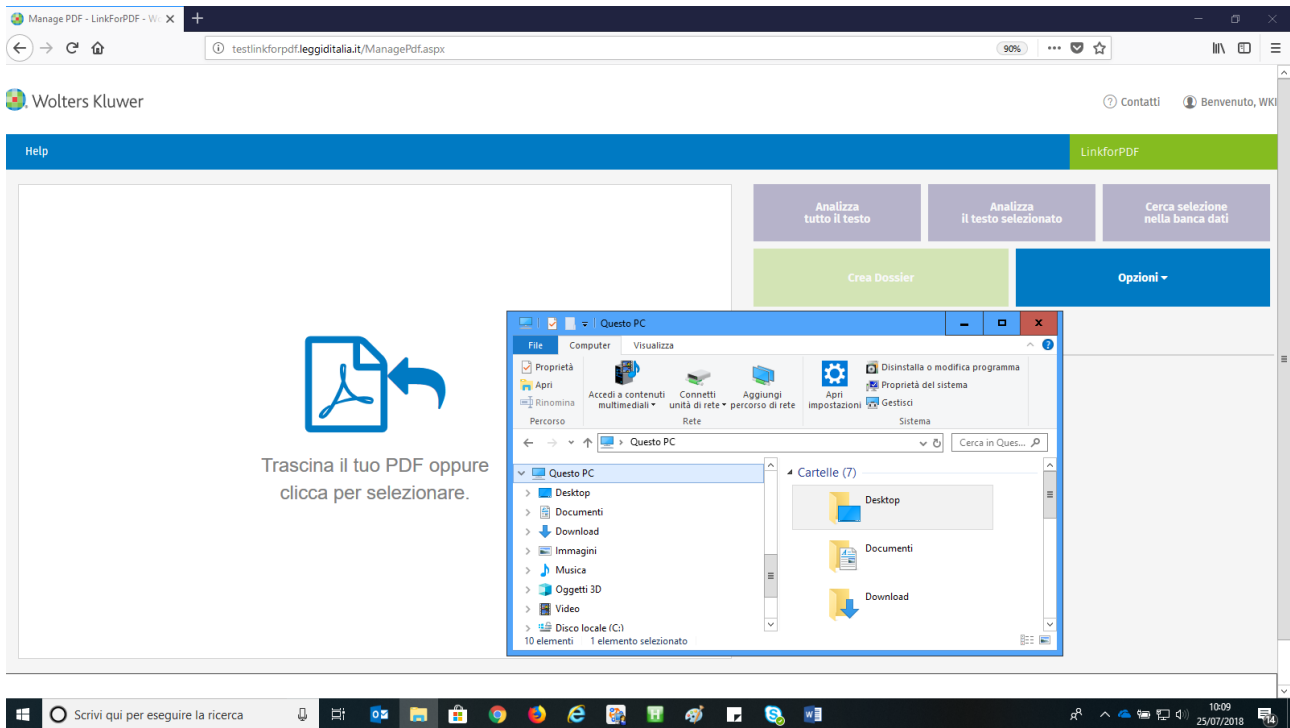 Manage PDF - LinkForPDF - Wo
testlinkforpdf.leggiditalia.it/ManagePdf.aspx
90%
Wolters Kluwer
Contatti
Benvenuto, WKI
Help
LinkforPDF
Analizza
tutto il testo
Analizza
il testo selezionato
Cerca selezione
nella banca dati
Crea Dossier
Opzioni
Trascina il tuo PDF oppure
clicca per selezionare.
Questo PC
File
Computer
Visualizza
Proprietà
Apri
Rinomina
Percorso
Accedi a contenuti
multimediali
Connetti
unità di rete
Aggiungi
percorso di rete
Rete
Apri
impostazioni
Disinstalla o modifica programma
Proprietà del sistema
Gestisci
Sistema
Questo PC
Cerca in Ques...
Questo PC
Desktop
Documenti
Download
Immagini
Musica
Oggetti 3D
Video
Disco locale (C:)
Cartelle (7)
Desktop
Documenti
Download
10 elementi
1 elemento selezionato
Scrivi qui per eseguire la ricerca
10:09
25/07/2018
14